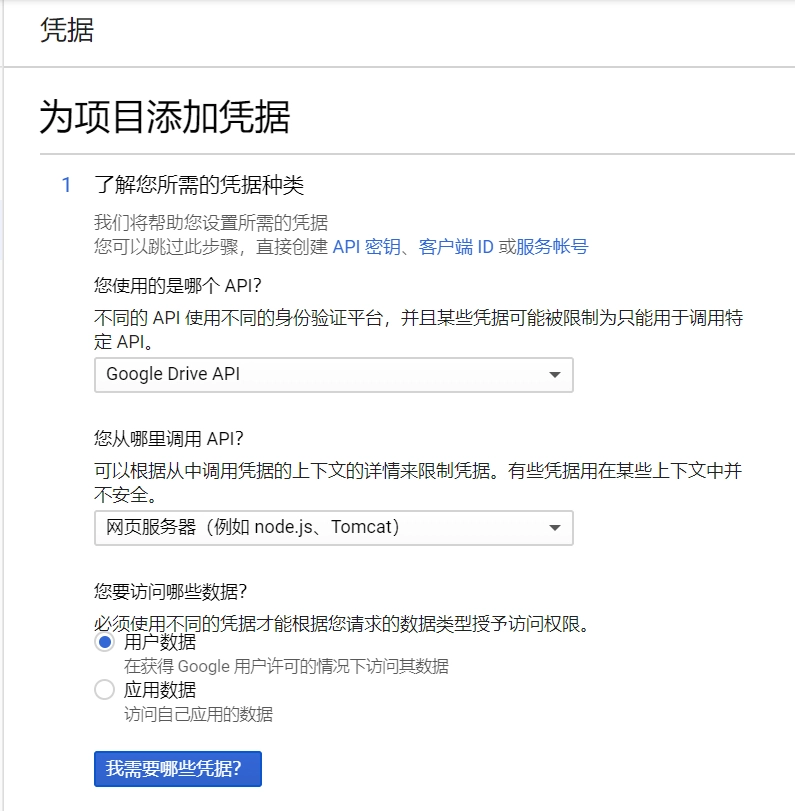 凭据
为项目添加凭据
1 了解您所需的凭据种类
我们将帮助您设置所需的凭据
您可以跳过此步骤，直接创建 API 密钥、客户端 ID 或服务帐号
您使用的是哪个 API？
不同的 API 使用不同的身份验证平台，并且某些凭据可能被限制为只能用于调用特
定 API。
Google Drive API
您从哪里调用 API？
可以根据从中调用凭据的上下文的详情来限制凭据。有些凭据用在某些上下文中并
不安全。
网页服务器（例如 node.js、Tomcat）
您要访问哪些数据？
必须使用不同的凭据才能根据您请求的数据类型授予访问权限。
用户数据
在获得 Google 用户许可的情况下访问其数据
应用数据
访问自己应用的数据
我需要哪些凭据？